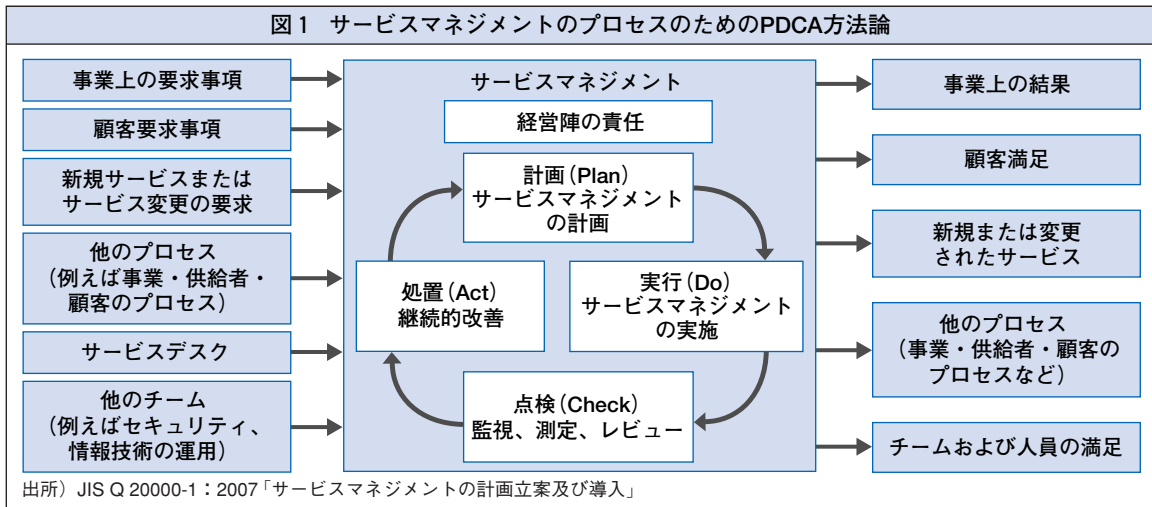 図1 サービスマネジメントのプロセスのためのPDCA方法論
事業上の要求事項
顧客要求事項
新規サービスまたは
サービス変更の要求
他のプロセス
(例えば事業・供給者・
顧客のプロセス)
サービスデスク
他のチーム
(例えばセキュリティ、
情報技術の運用)
サービスマネジメント
経営陣の責任
計画(Plan)
サービスマネジメント
の計画
実行(Do)
サービスマネジメント
の実施
点検(Check)
監視、測定、レビュー
処置(Act)
継続的改善
事業上の結果
顧客満足
新規または変更
されたサービス
他のプロセス
(事業・供給者・顧客の
プロセスなど)
チームおよび人員の満足
出所)JIS Q 20000-1:2007「サービスマネジメントの計画立案及び導入」